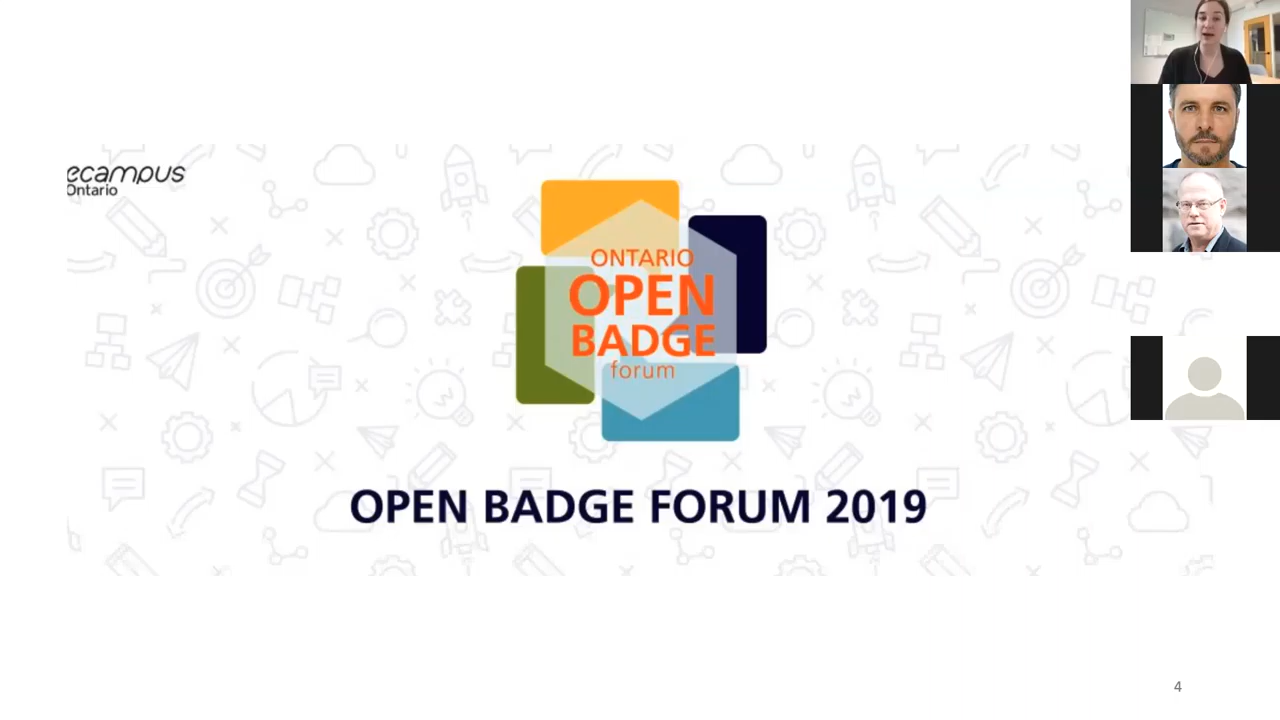 ecampus
Ontario
ONTARIO
OPEN
BADGE
forum
OPEN BADGE FORUM 2019
4